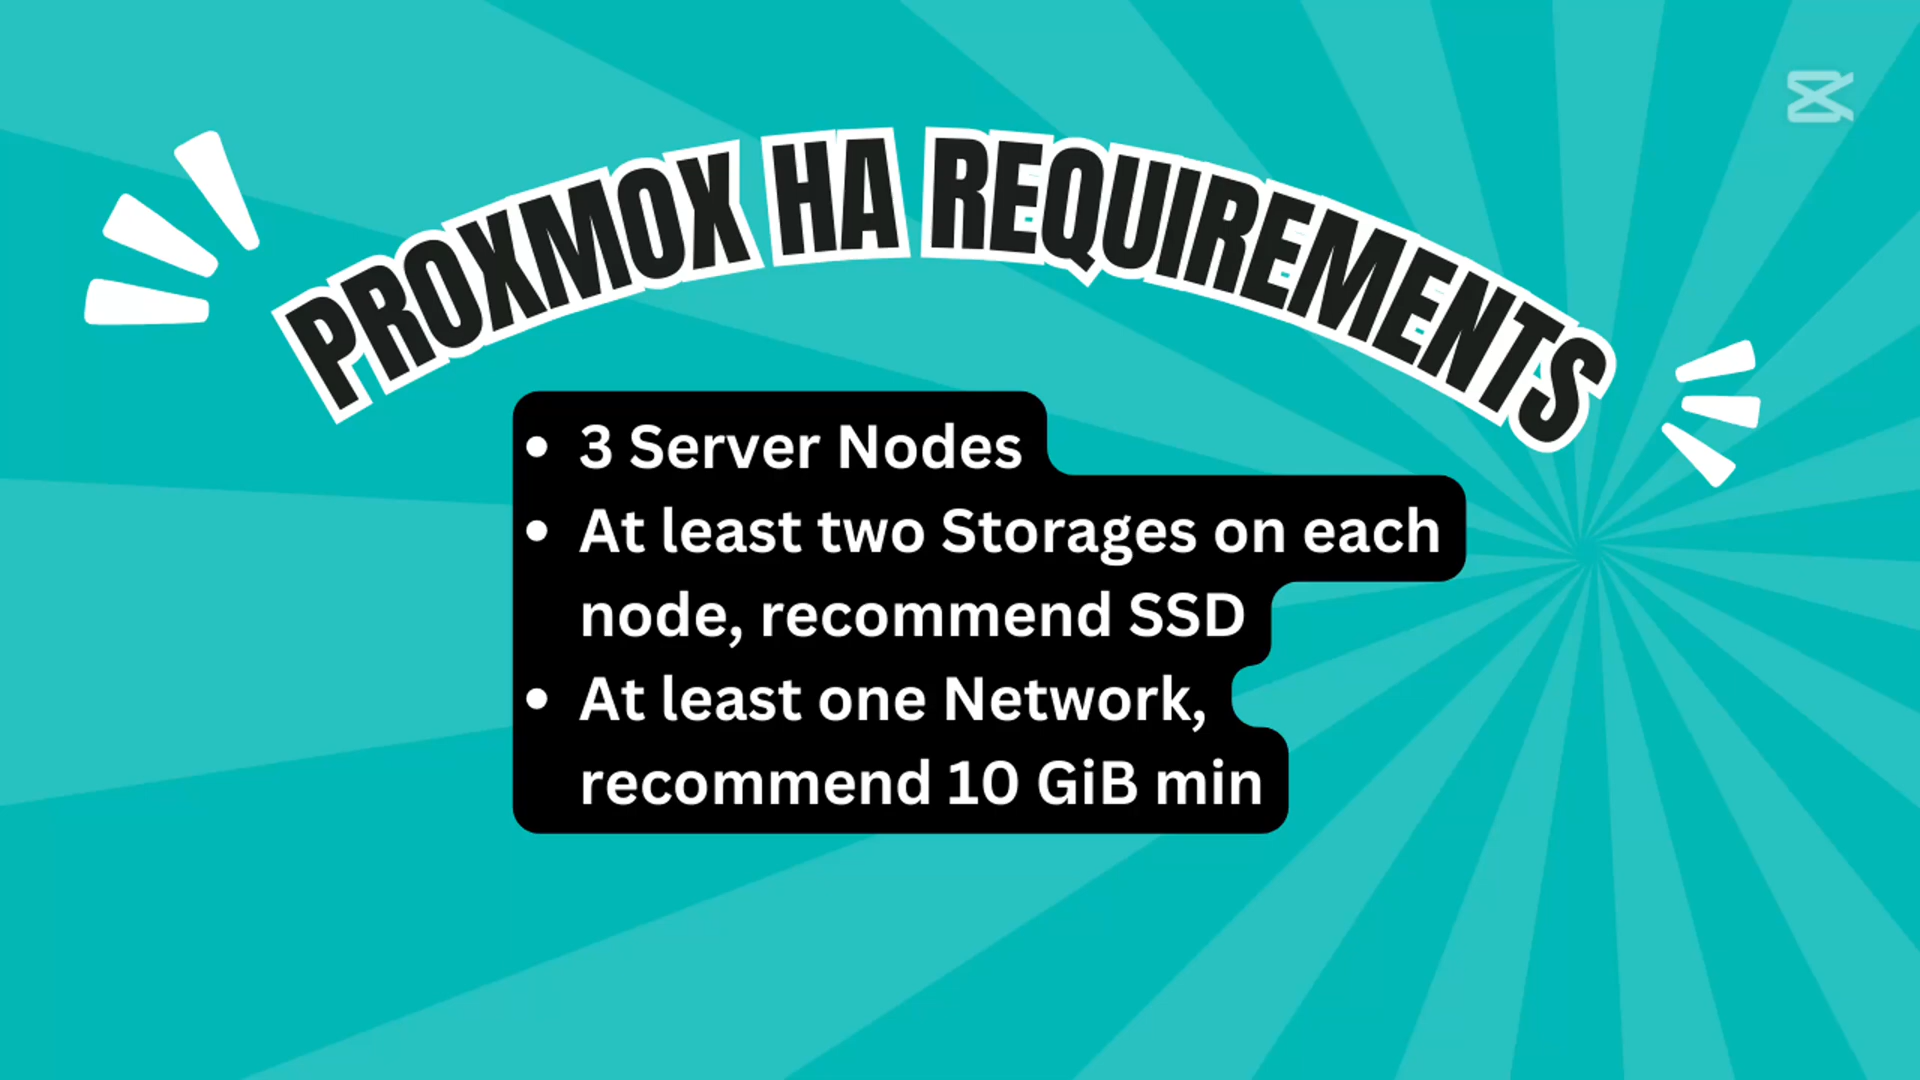 PROXMOX HA REQUIREMENTS
• 3 Server Nodes
• At least two Storages on each
node, recommend SSD
• At least one Network,
recommend 10 GiB min